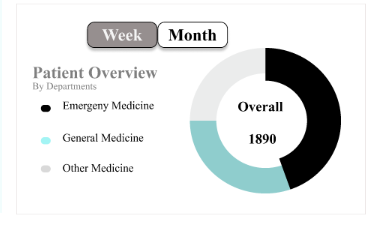 Week Month
Patient Overview
By Departments
Emergeny Medicine
General Medicine
Other Medicine
Overall
1890